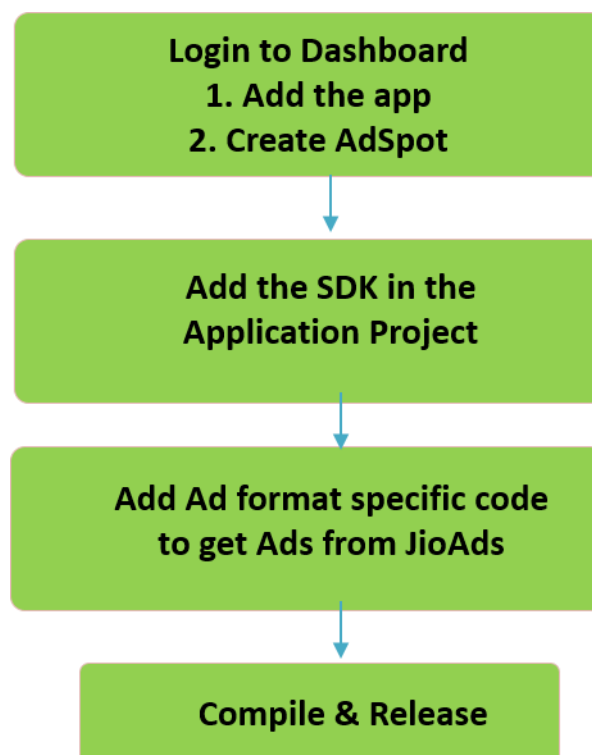 Login to Dashboard
1. Add the app
2. Create AdSpot
Add the SDK in the
Application Project
Add Ad format specific code
to get Ads from JioAds
Compile & Release